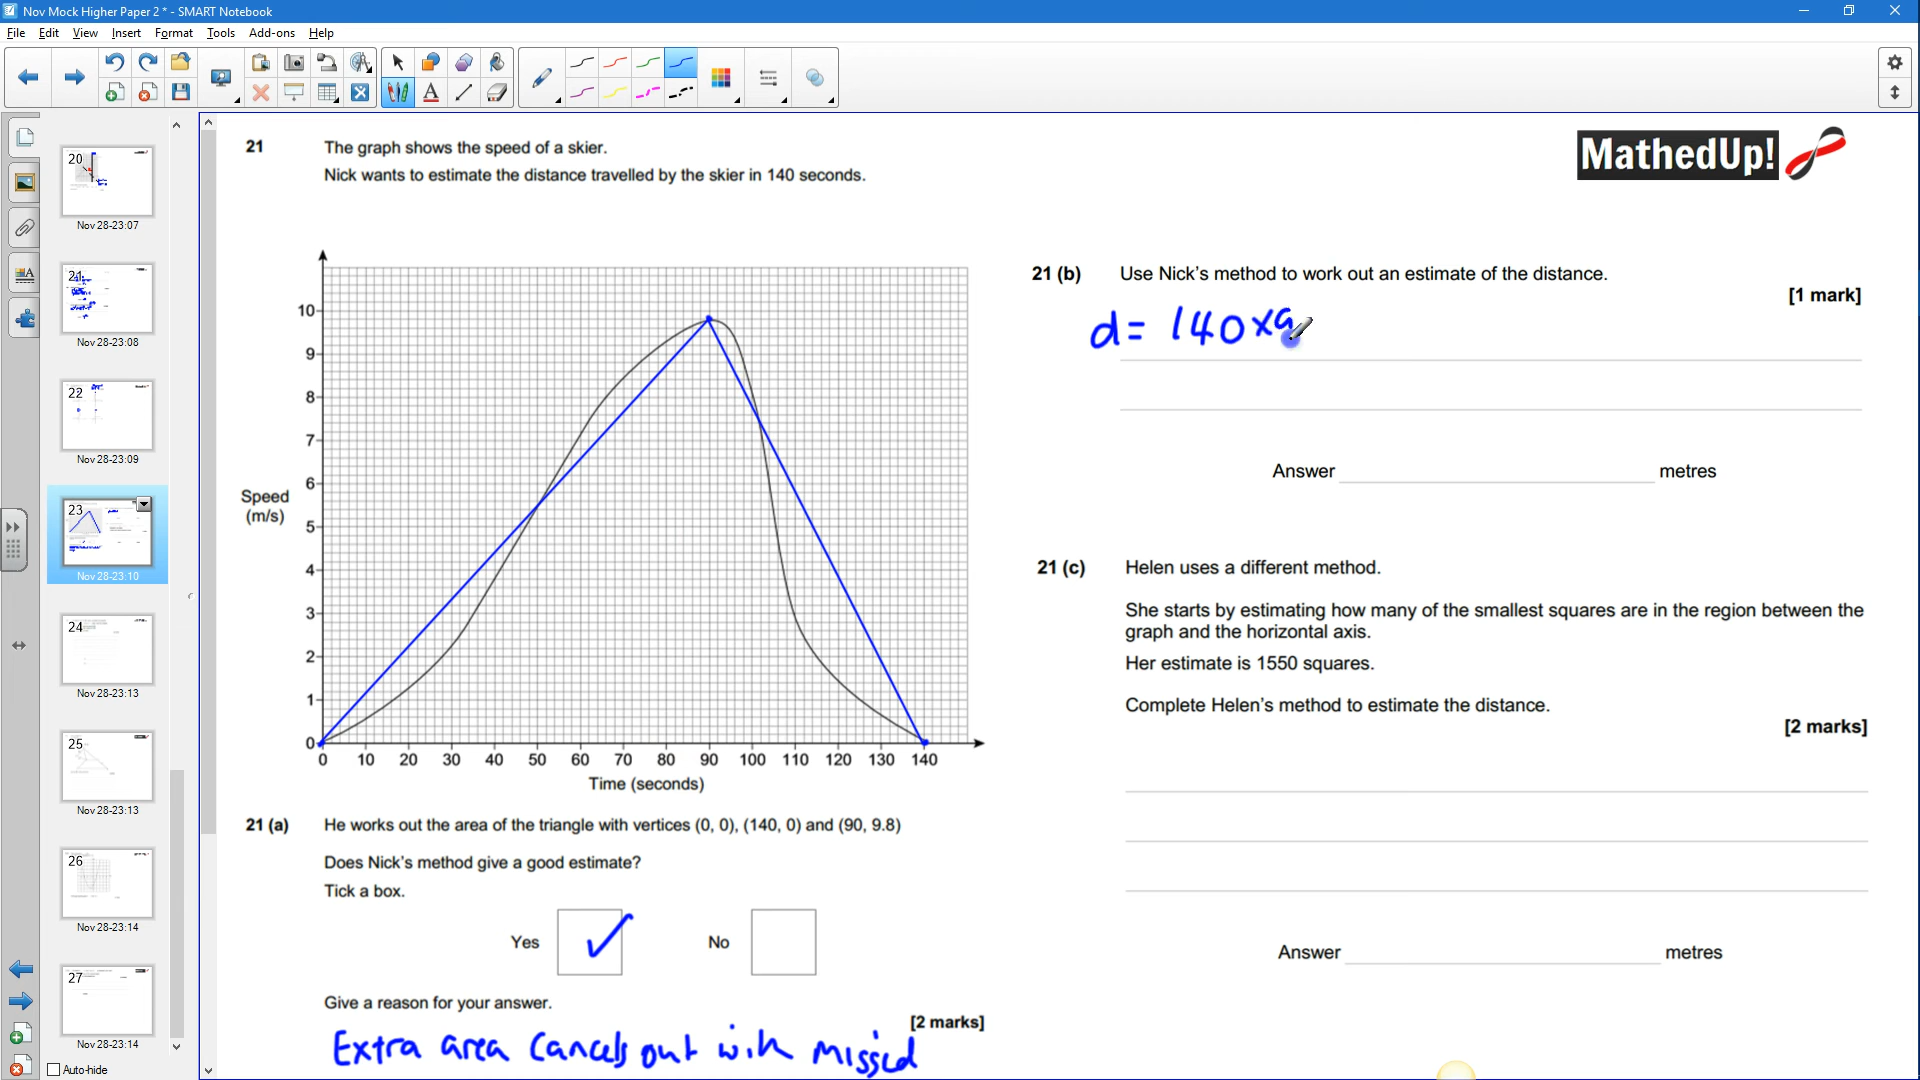 Nov Mock Higher Paper 2 * - SMART Notebook
File Edit View Insert Format Tools Add-ons Help
20
Nov 28-23:07
21
Nov 28-23:08
22
Nov 28-23:09
23
Nov 28-23:10
24
Nov 28-23:13
25
Nov 28-23:13
26
Nov 28-23:14
27
Nov 28-23:14
Auto-hide
21 The graph shows the speed of a skier.
Nick wants to estimate the distance travelled by the skier in 140 seconds.
MathedUp!
10
9
8
7
6
5
4
3
2
1
0
Speed
(m/s)
0 10 20 30 40 50 60 70 80 90 100 110 120 130 140
Time (seconds)
21 (a) He works out the area of the triangle with vertices (0, 0), (140, 0) and (90, 9.8)
Does Nick's method give a good estimate?
Tick a box.
Yes No
Give a reason for your answer.
[2 marks]
Extra area cancels out with missed
21 (b) Use Nick's method to work out an estimate of the distance.
[1 mark]
d = 140 x 9
Answer metres
21 (c) Helen uses a different method.
She starts by estimating how many of the smallest squares are in the region between the
graph and the horizontal axis.
Her estimate is 1550 squares.
Complete Helen's method to estimate the distance.
[2 marks]
Answer metres